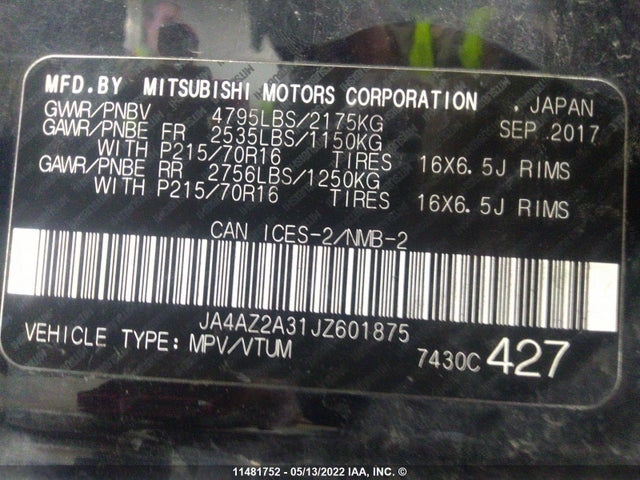 MFD.BY MITSUBISHI MOTORS CORPORATION , JAPAN
GVWR/PNBV 4795LBS/2175KG SEP.2017
GAWR/PNBE FR 2535LBS/1150KG
WITH P215/70R16 TIRES 16X6.5J RIMS
GAWR/PNBE RR 2756LBS/1250KG
WITH P215/70R16 TIRES 16X6.5J RIMS
CAN ICES-2/NMB-2
JA4AZ2A31JZ601875
VEHICLE TYPE: MPV/VTUM 7430C 427
11481752 - 05/13/2022 IAA, INC. ©